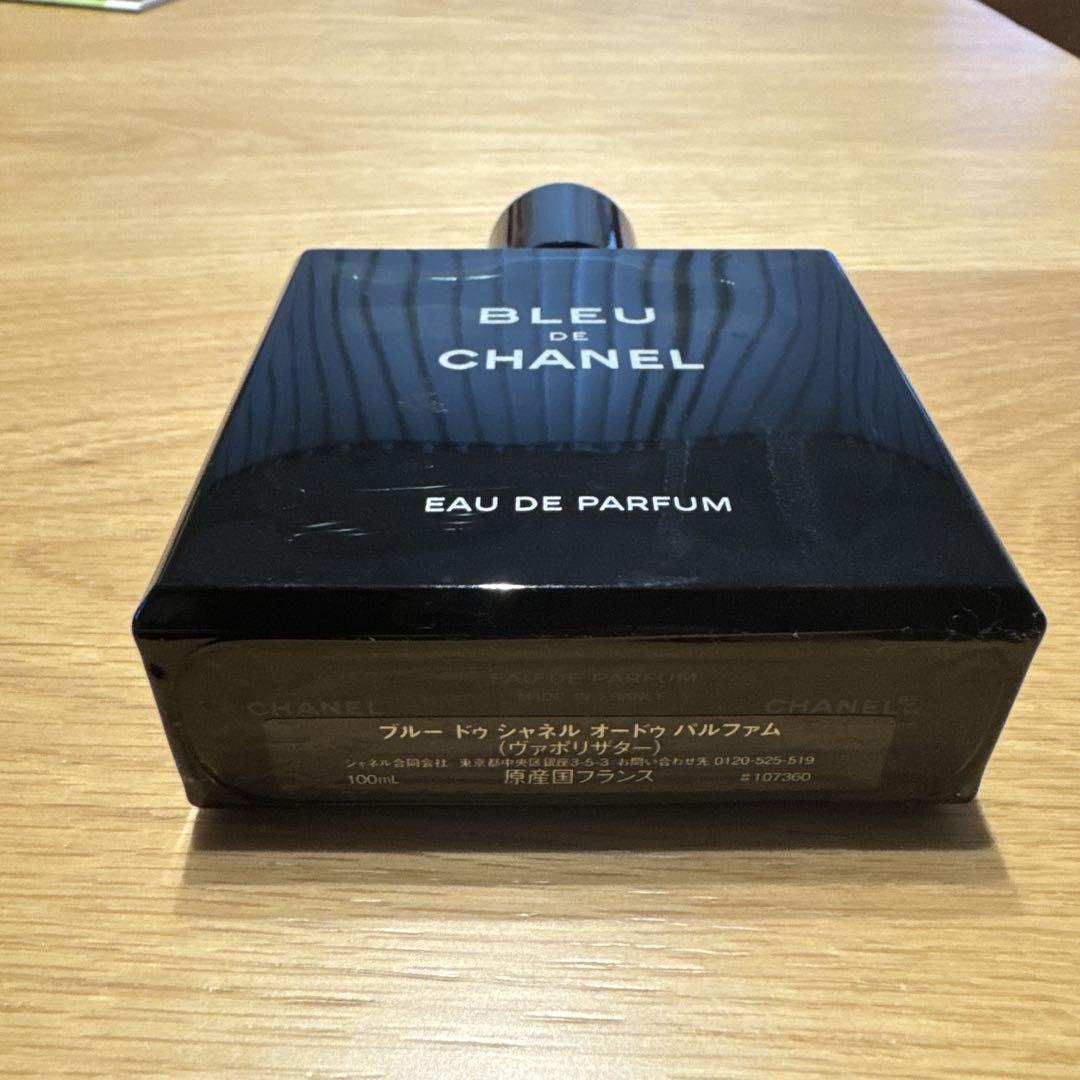 BLEU
DE
CHANEL
EAU DE PARFUM
EAU DE PARFUM
MADE IN FRANCE
CHANEL
CHANEL
ブルー ドゥ シャネル オードゥ パルファム
(ヴァポリザター)
シャネル合同会社 東京都中央区銀座3-5-3 お問い合わせ先 0120-525-519
100mL 原産国フランス #107360